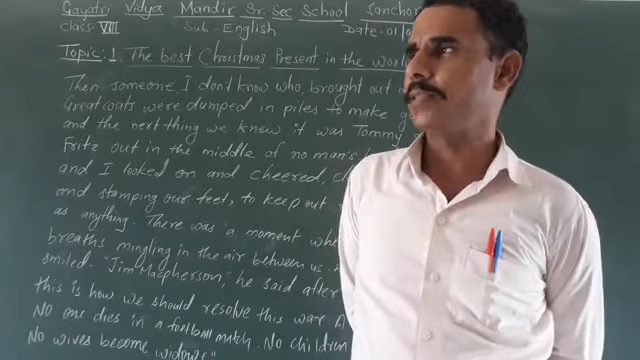 Gayatri Vidya Mandir Sr. Sec School Sanchor
class- VIII Sub- English Date-01/
Topic: 1. The best Christmas Present in the World
Then someone, I don't know who, brought out
Greatcoats were dumped in piles to make
and the next thing we knew it was Tommy
Fritz out in the middle of no man's
and I looked on and cheered,
and stamping our feet, to keep out
as anything. There was a moment
breaths mingling in the air between us.
smiled. "Jim Macpherson," he said after
this is how we should resolve this war
No one dies in a football match. No children
No wives become widows"